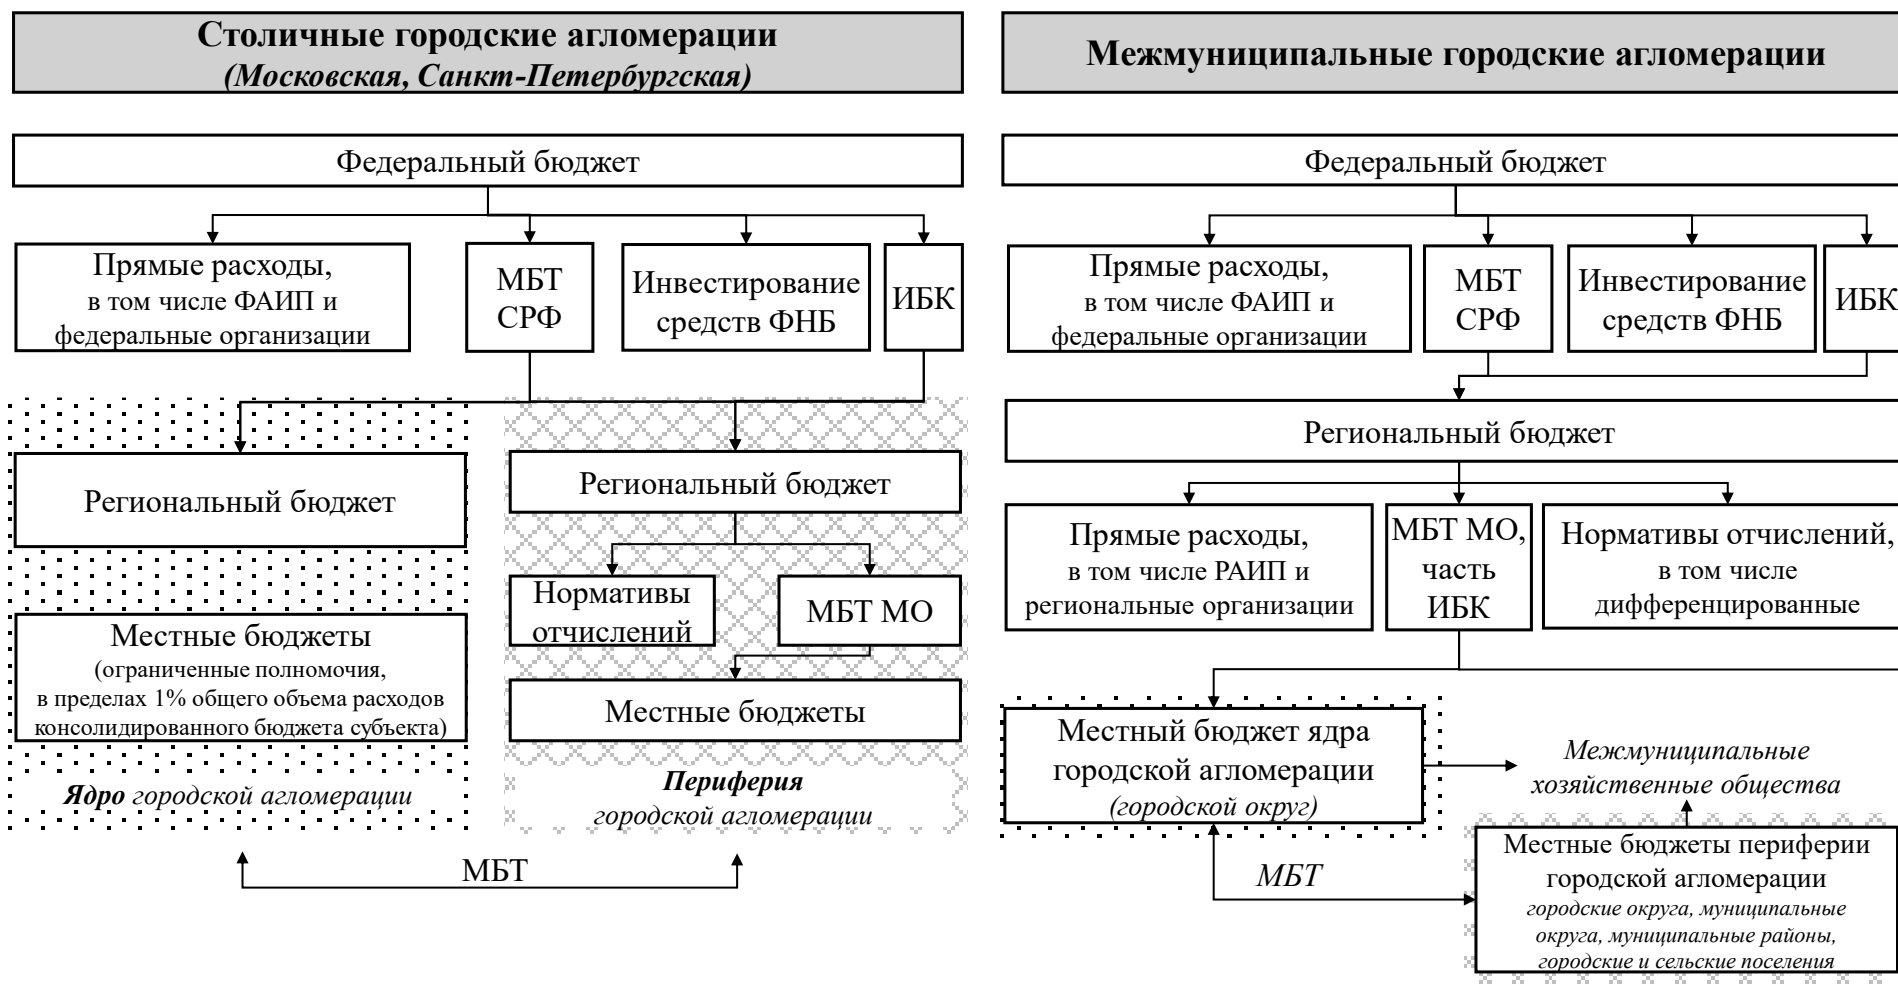 Столичные городские агломерации
(Московская, Санкт-Петербургская)
Федеральный бюджет
Прямые расходы,
в том числе ФАИП и
федеральные организации
МБТ
СРФ
Инвестирование
средств ФНБ
ИБК
Региональный бюджет
Местные бюджеты
(ограниченные полномочия,
в пределах 1% общего объема расходов
консолидированного бюджета субъекта)
Ядро городской агломерации
Региональный бюджет
Нормативы
отчислений
МБТ МО
Местные бюджеты
Периферия
городской агломерации
МБТ
Межмуниципальные городские агломерации
Федеральный бюджет
Прямые расходы,
в том числе ФАИП и
федеральные организации
МБТ
СРФ
Инвестирование
средств ФНБ
ИБК
Региональный бюджет
Прямые расходы,
в том числе РАИП и
региональные организации
МБТ МО,
часть
ИБК
Нормативы отчислений,
в том числе
дифференцированные
Местный бюджет ядра
городской агломерации
(городской округ)
Межмуниципальные
хозяйственные общества
МБТ
Местные бюджеты периферии
городской агломерации
городские округа, муниципальные
округа, муниципальные районы,
городские и сельские поселения